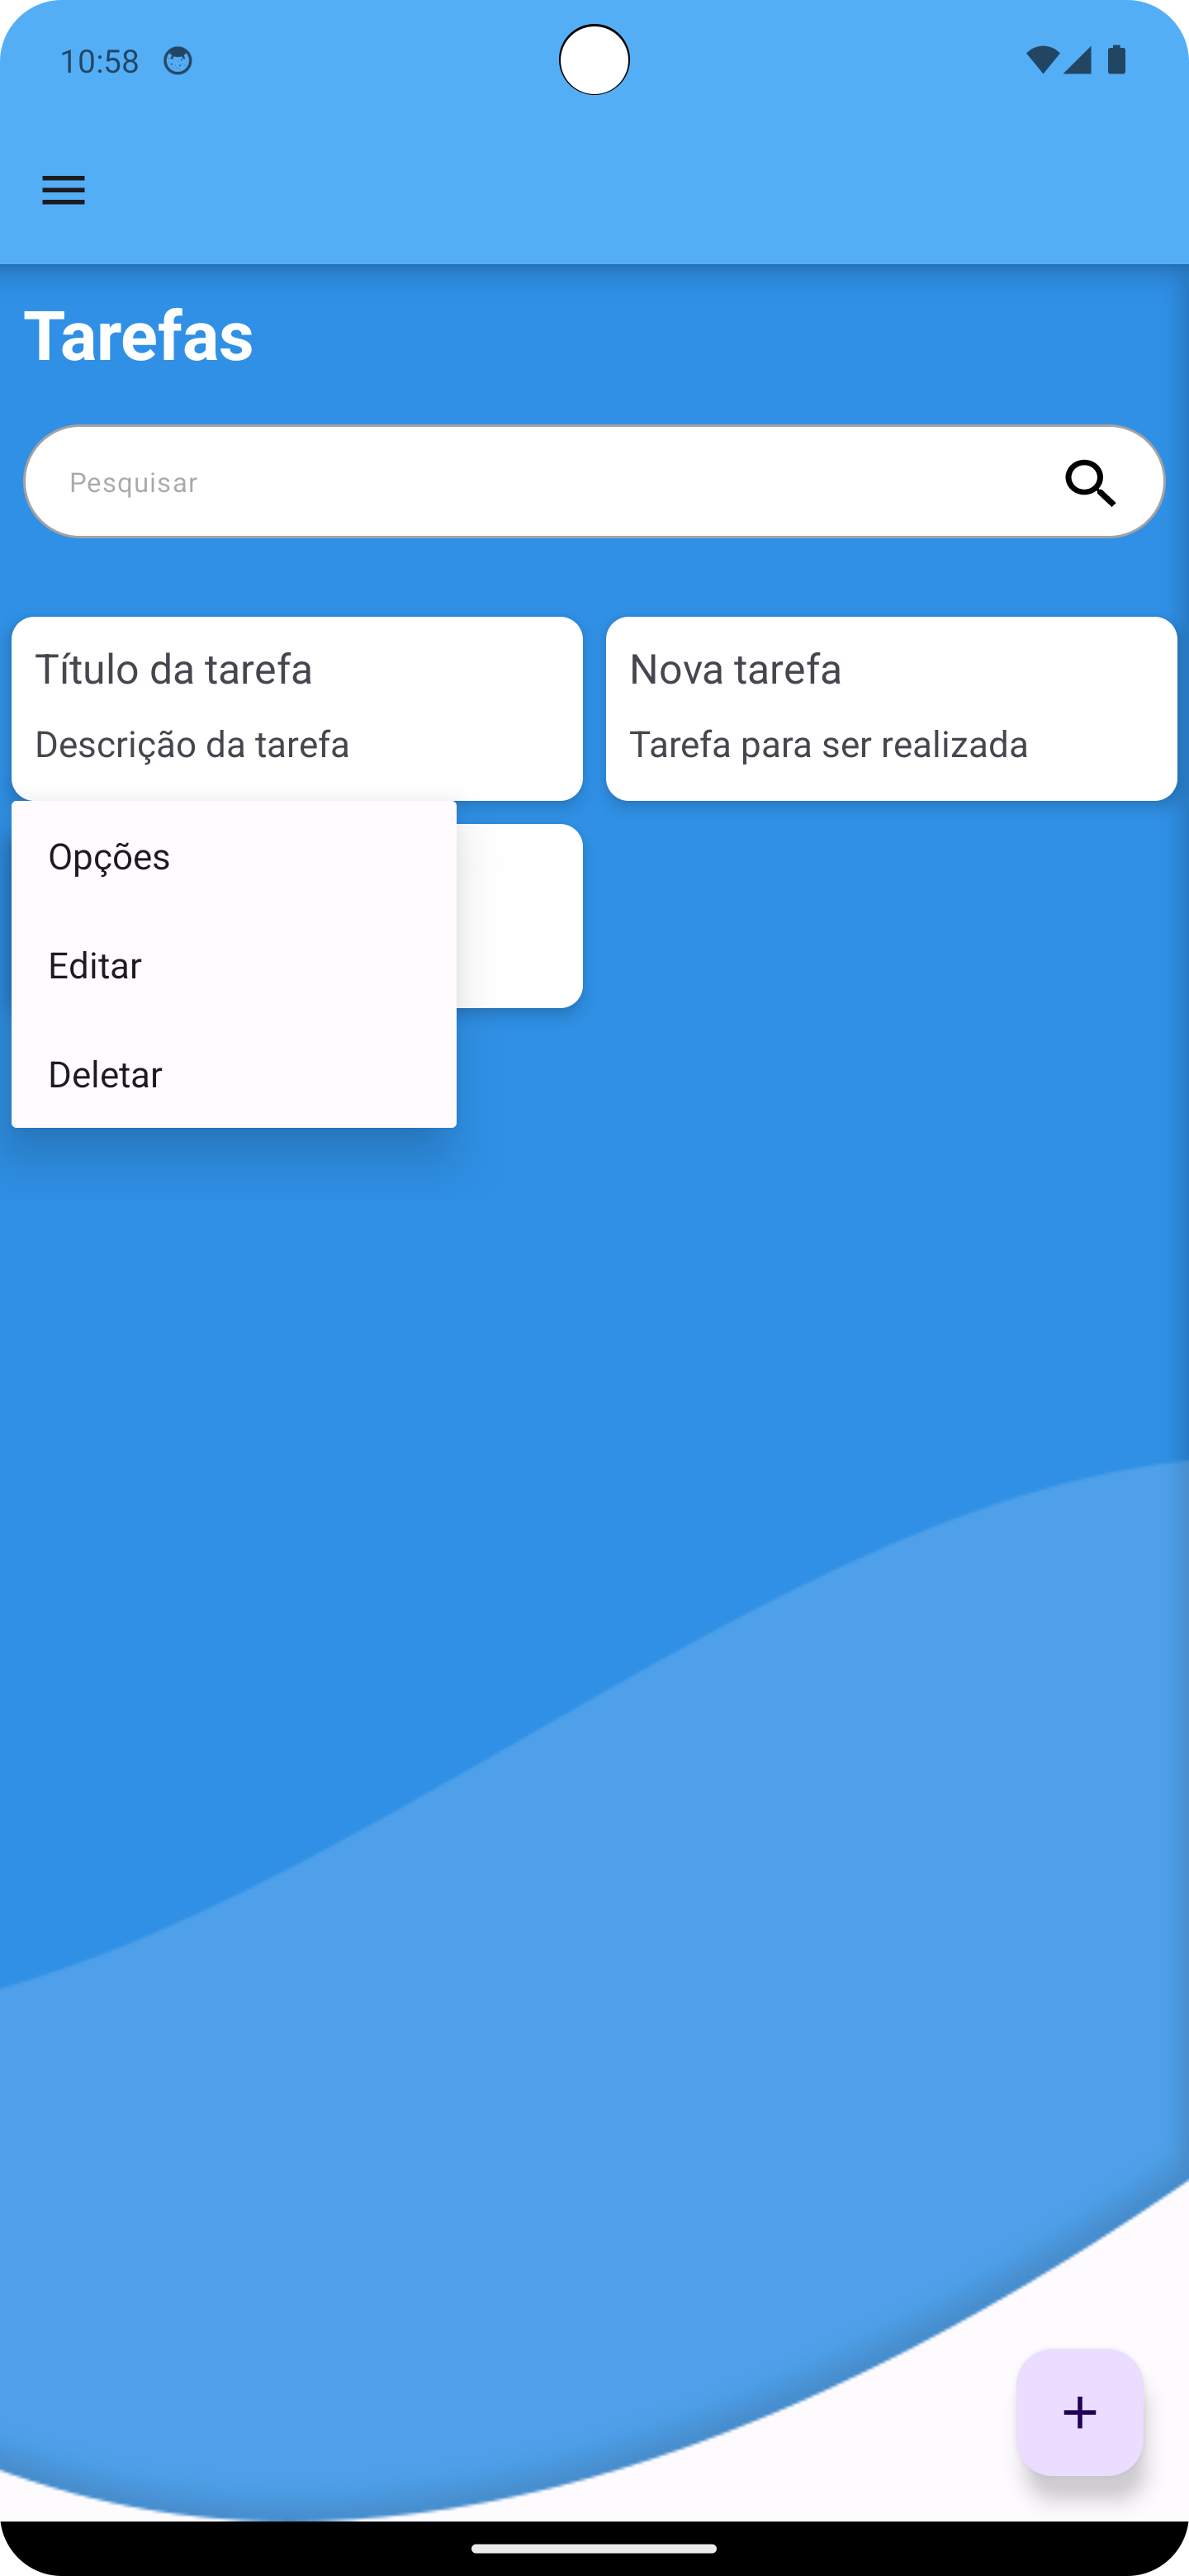 10:58
Tarefas
Pesquisar
Título da tarefa
Descrição da tarefa
Nova tarefa
Tarefa para ser realizada
Opções
Editar
Deletar
+